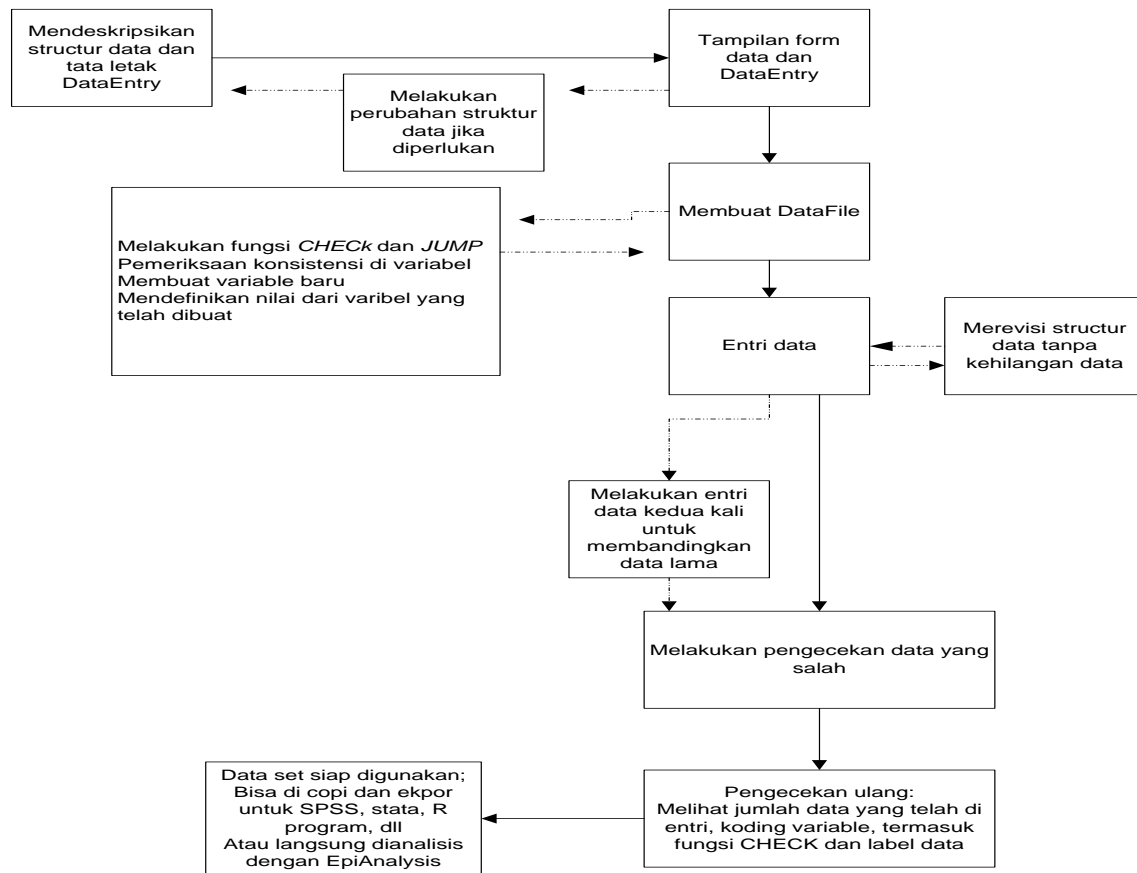 Mendeskripsikan
structur data dan
tata letak
DataEntry
Tampilan form
data dan
DataEntry
Melakukan
perubahan struktur
data jika
diperlukan
Membuat DataFile
Melakukan fungsi CHECk dan JUMP
Pemeriksaan konsistensi di variabel
Membuat variable baru
Mendefinikan nilai dari varibel yang
telah dibuat
Entri data
Merevisi structur
data tanpa
kehilangan data
Melakukan entri
data kedua kali
untuk
membandingkan
data lama
Melakukan pengecekan data yang
salah
Data set siap digunakan;
Bisa di copi dan ekpor
untuk SPSS, stata, R
program, dll
Atau langsung dianalisis
dengan EpiAnalysis
Pengecekan ulang:
Melihat jumlah data yang telah di
entri, koding variable, termasuk
fungsi CHECK dan label data